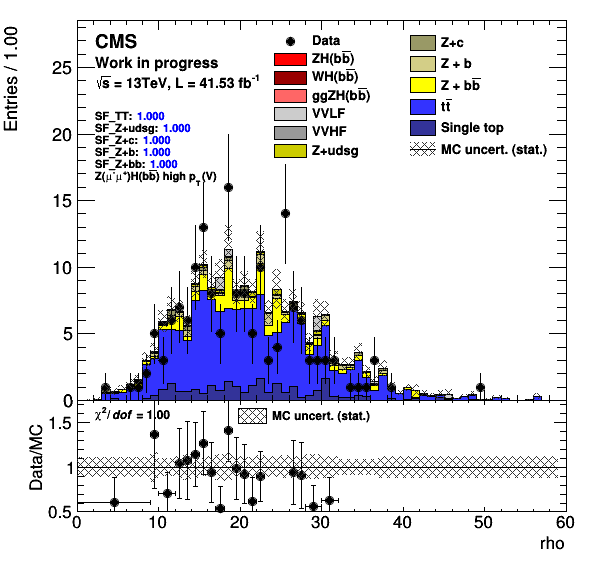 CMS
Work in progress
√s = 13TeV, L = 41.53 fb⁻¹
SF_TT: 1.000
SF_Z+udsg: 1.000
SF_Z+c: 1.000
SF_Z+b: 1.000
SF_Z+bb: 1.000
Z(μ⁻μ⁺)H(bb̅) high p_T(V)
Data
ZH(bb̅)
WH(bb̅)
ggZH(bb̅)
VVLF
VVHF
Z+udsg
Z+c
Z + b
Z + bb̅
tt̅
Single top
MC uncert. (stat.)
Entries / 1.00
25
20
15
10
5
0
χ²/dof = 1.00
MC uncert. (stat.)
Data/MC
1.5
1
0.5
0 10 20 30 40 50 60
rho